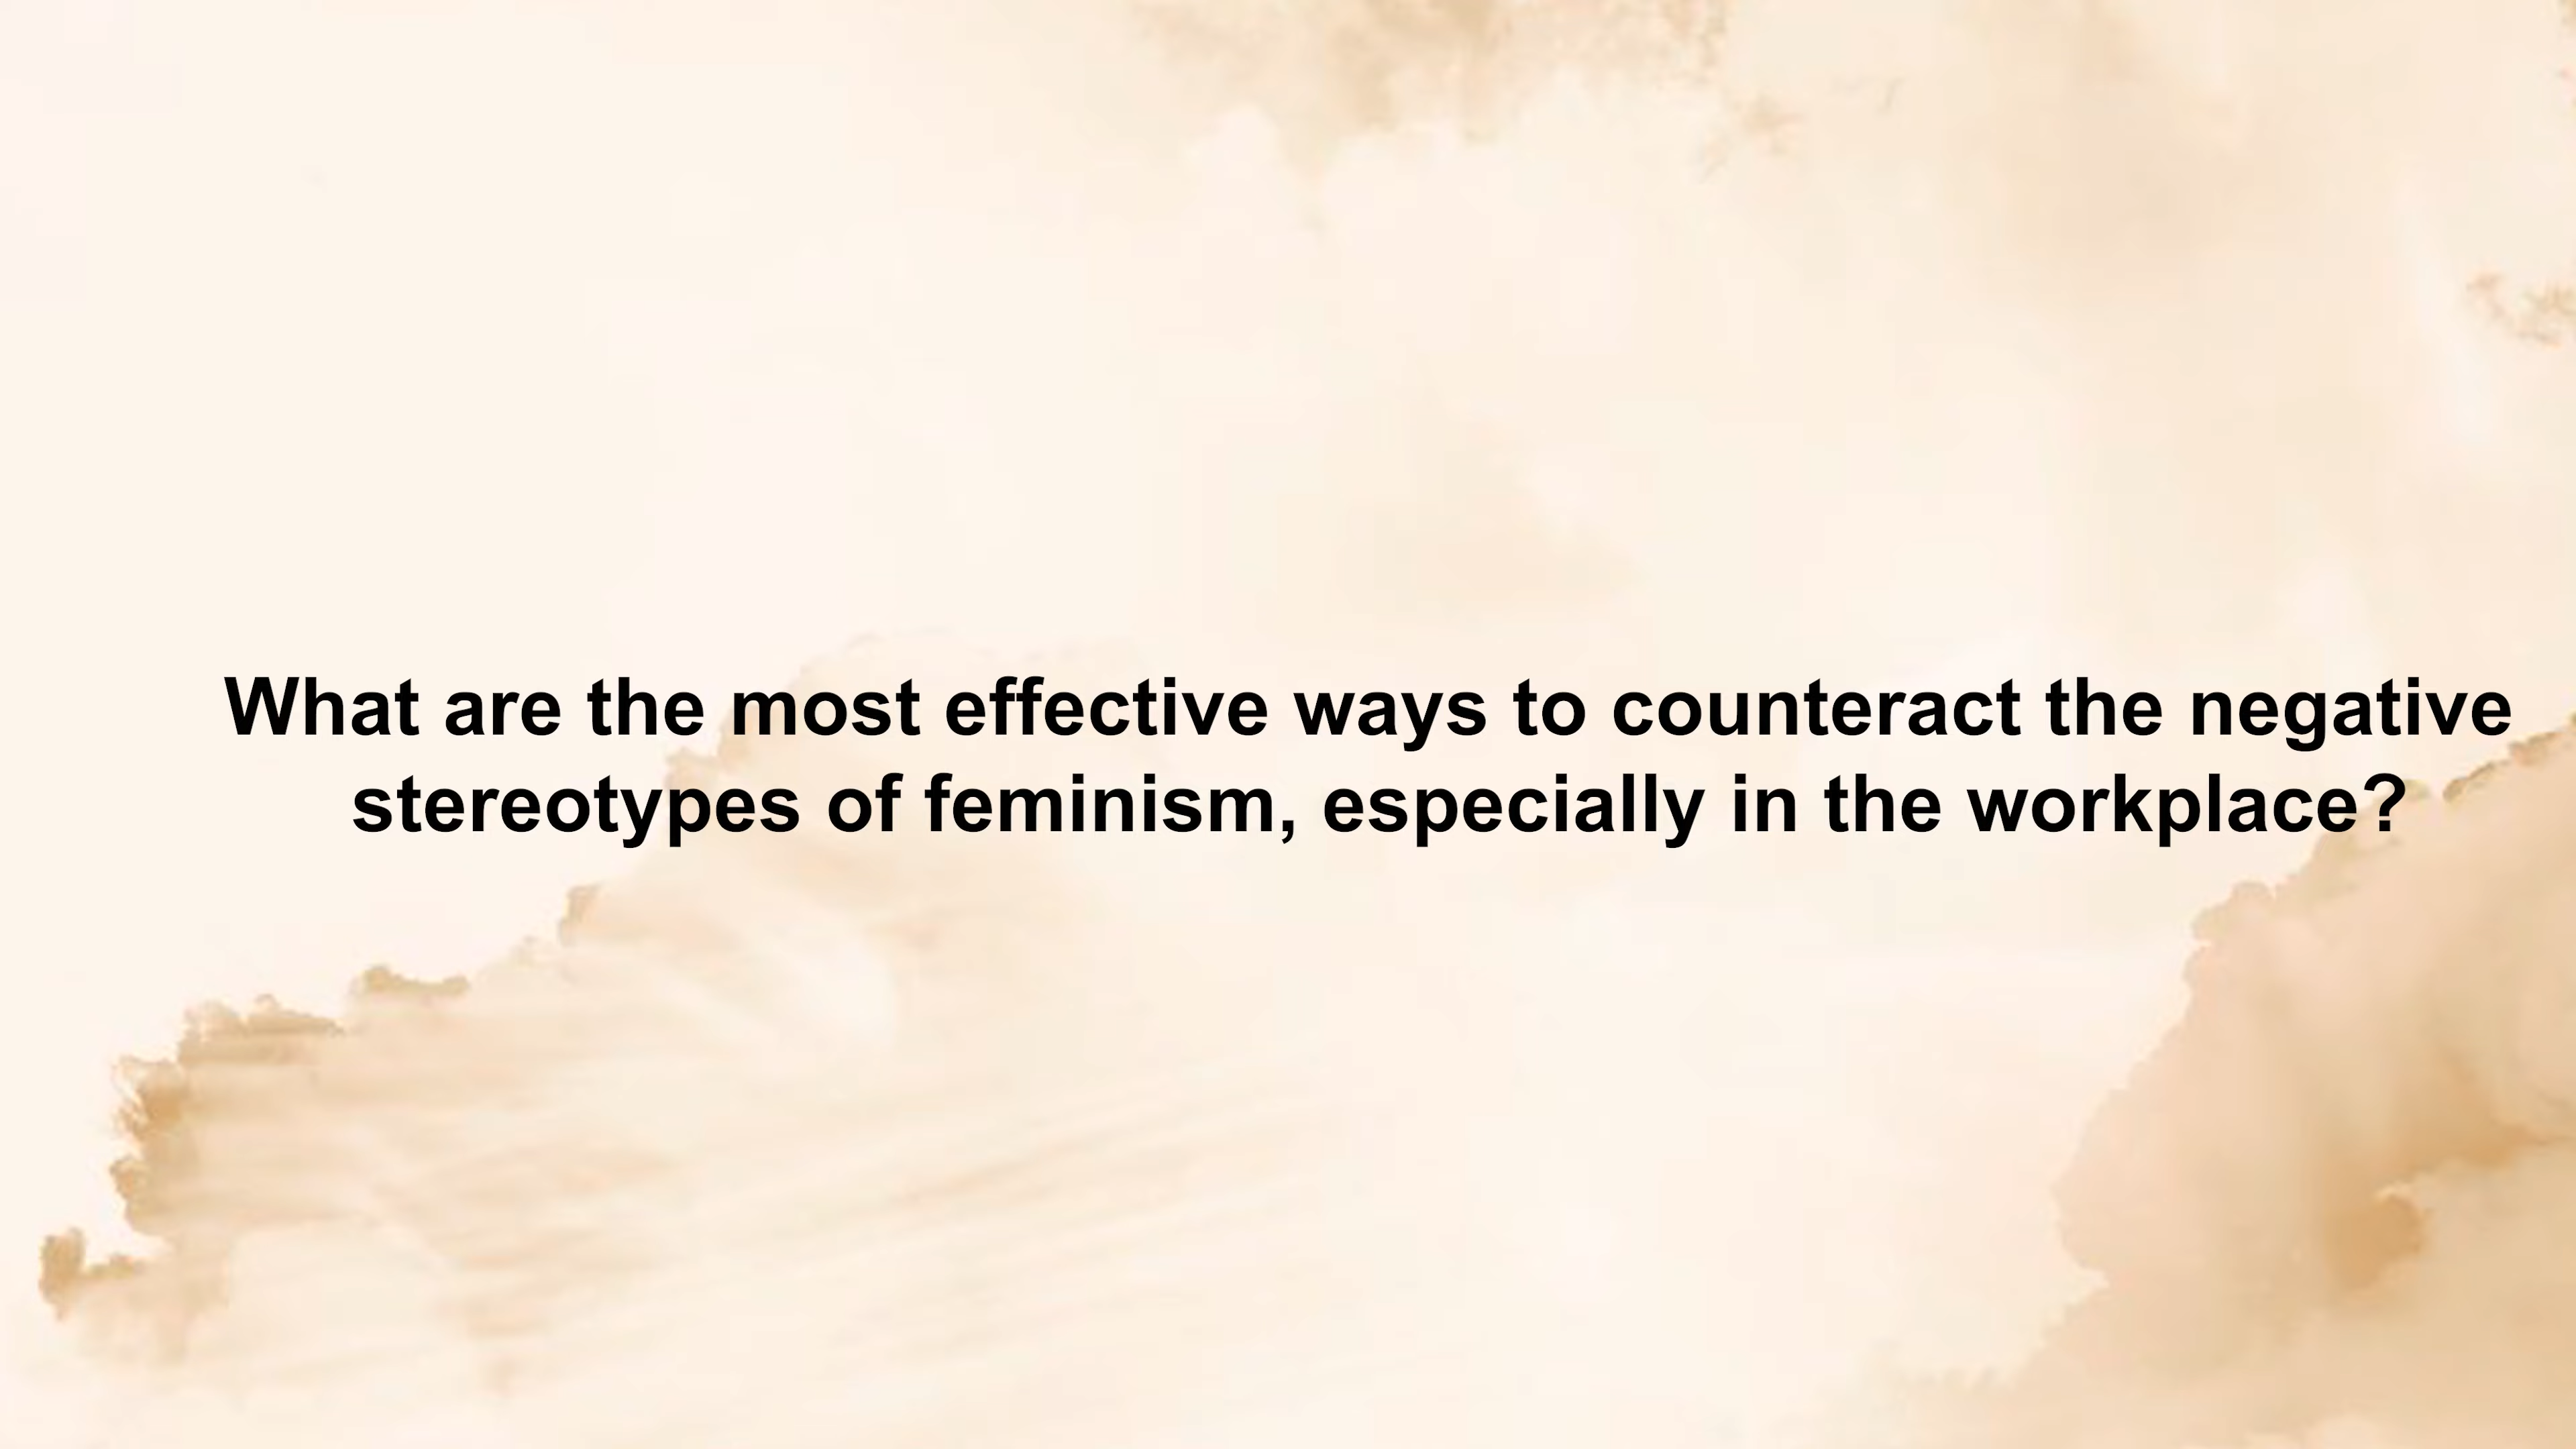 What are the most effective ways to counteract the negative
stereotypes of feminism, especially in the workplace?